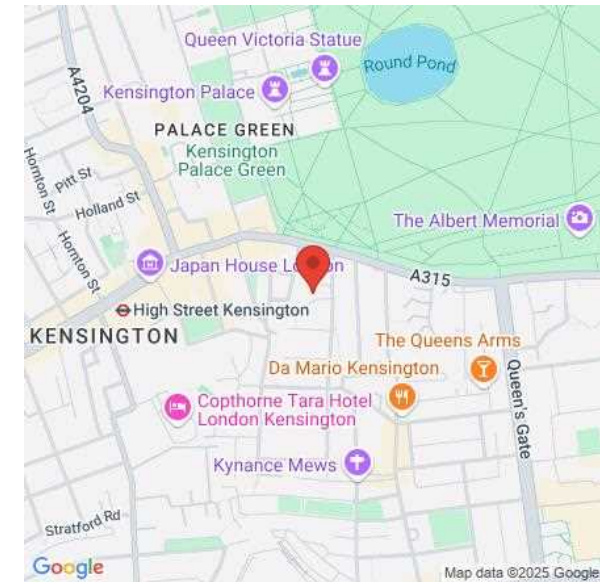 Queen Victoria Statue
Round Pond
A4204
Kensington Palace
PALACE GREEN
Kensington
Palace Green
Hornton St
Pitt St
Holland St
The Albert Memorial
Hornton St
Japan House London
A315
High Street Kensington
KENSINGTON
The Queens Arms
Da Mario Kensington
Queen's Gate
Copthorne Tara Hotel
London Kensington
Kynance Mews
Stratford Rd
Google
Map data ©2025 Google